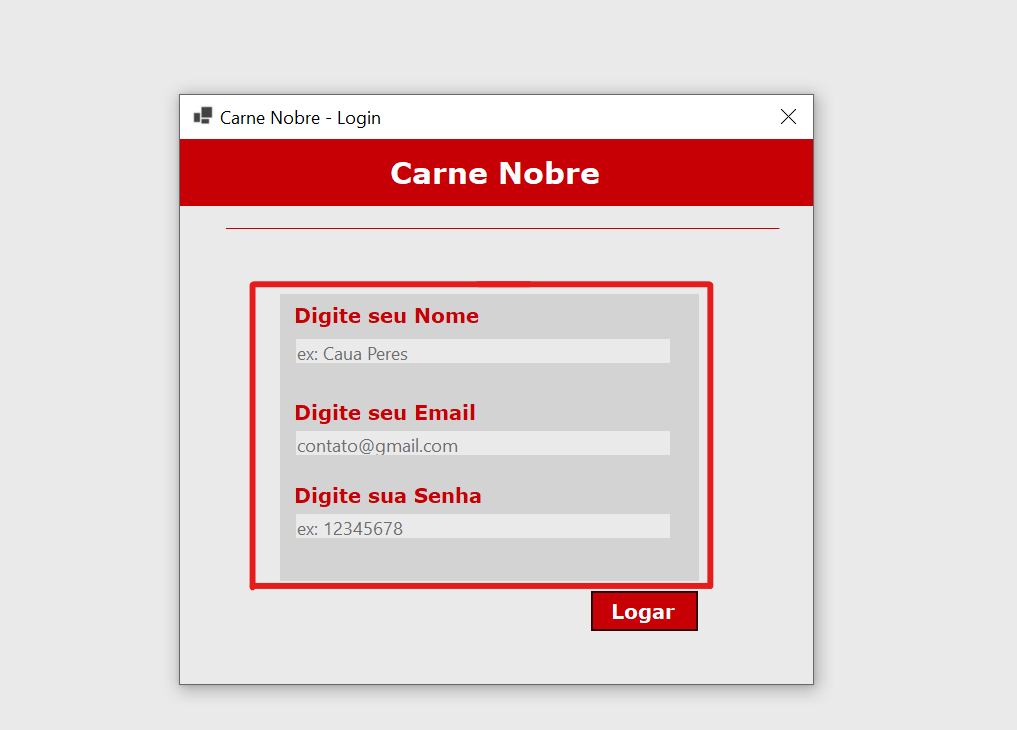 Carne Nobre - Login
Carne Nobre
Digite seu Nome
ex: Caua Peres
Digite seu Email
contato@gmail.com
Digite sua Senha
ex: 12345678
Logar